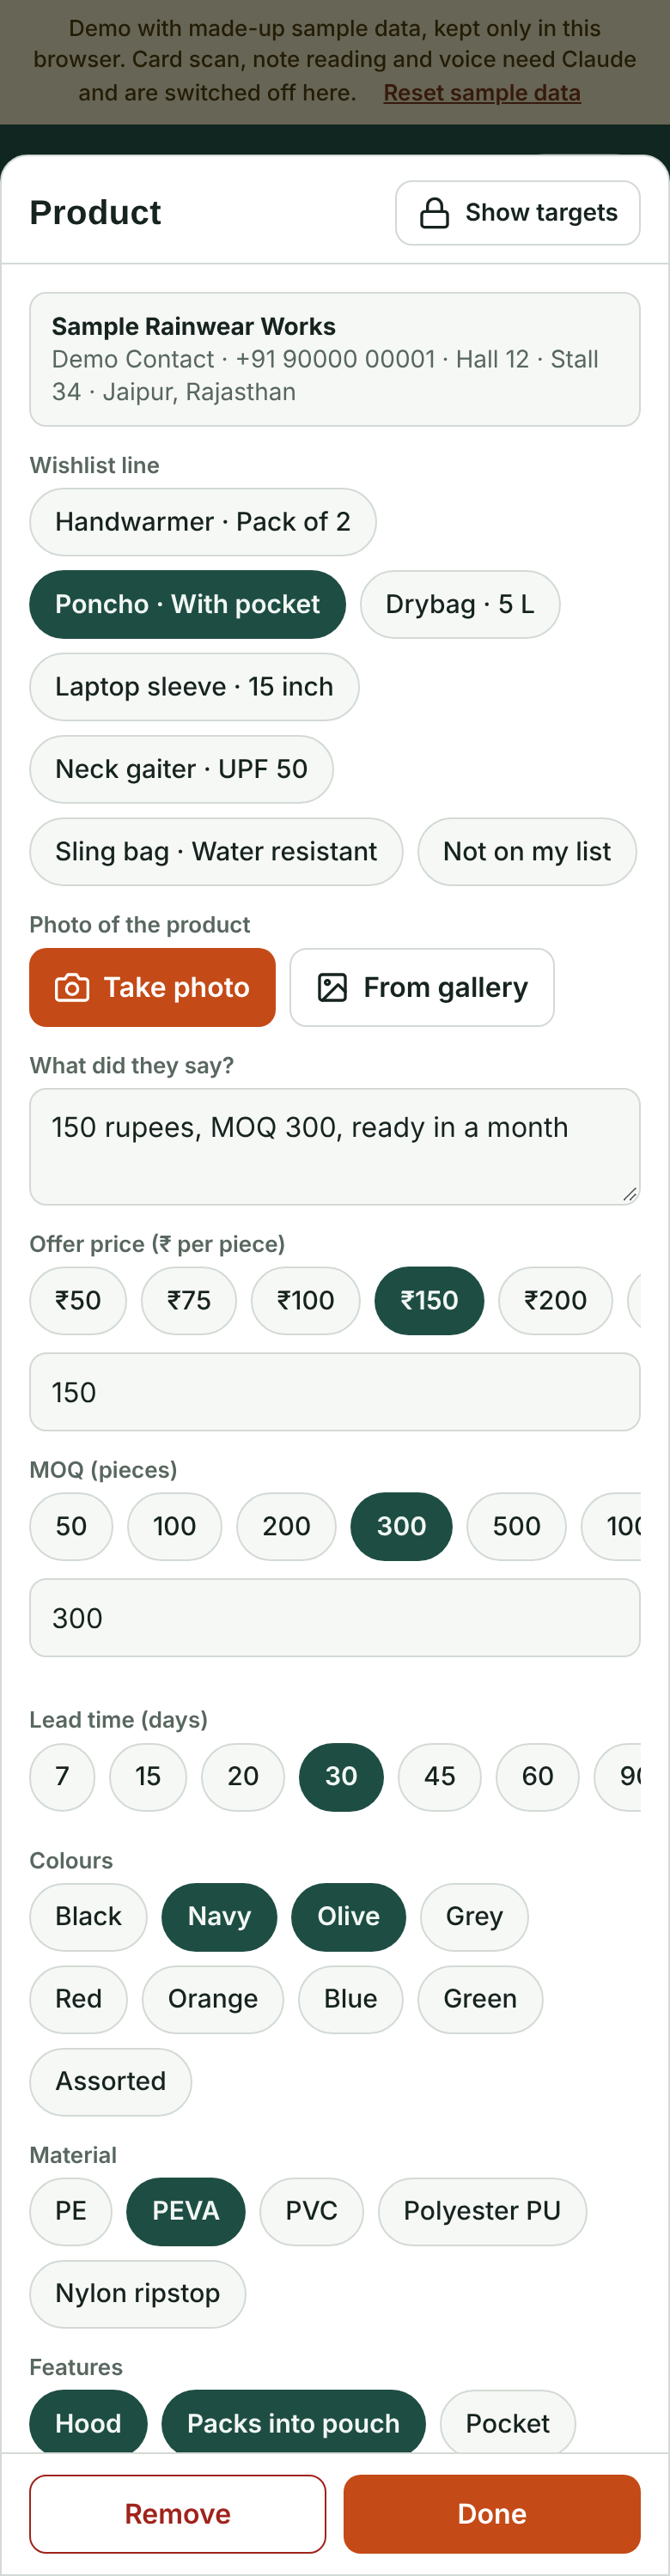 Demo with made-up sample data, kept only in this
browser. Card scan, note reading and voice need Claude
and are switched off here. Reset sample data
Product
Show targets
Sample Rainwear Works
Demo Contact · +91 90000 00001 · Hall 12 · Stall
34 · Jaipur, Rajasthan
Wishlist line
Handwarmer · Pack of 2
Poncho · With pocket
Drybag · 5 L
Laptop sleeve · 15 inch
Neck gaiter · UPF 50
Sling bag · Water resistant
Not on my list
Photo of the product
Take photo
From gallery
What did they say?
150 rupees, MOQ 300, ready in a month
Offer price (₹ per piece)
₹50 ₹75 ₹100 ₹150 ₹200
150
MOQ (pieces)
50 100 200 300 500
300
Lead time (days)
7 15 20 30 45 60
Colours
Black Navy Olive Grey
Red Orange Blue Green
Assorted
Material
PE PEVA PVC Polyester PU
Nylon ripstop
Features
Hood Packs into pouch Pocket
Remove Done